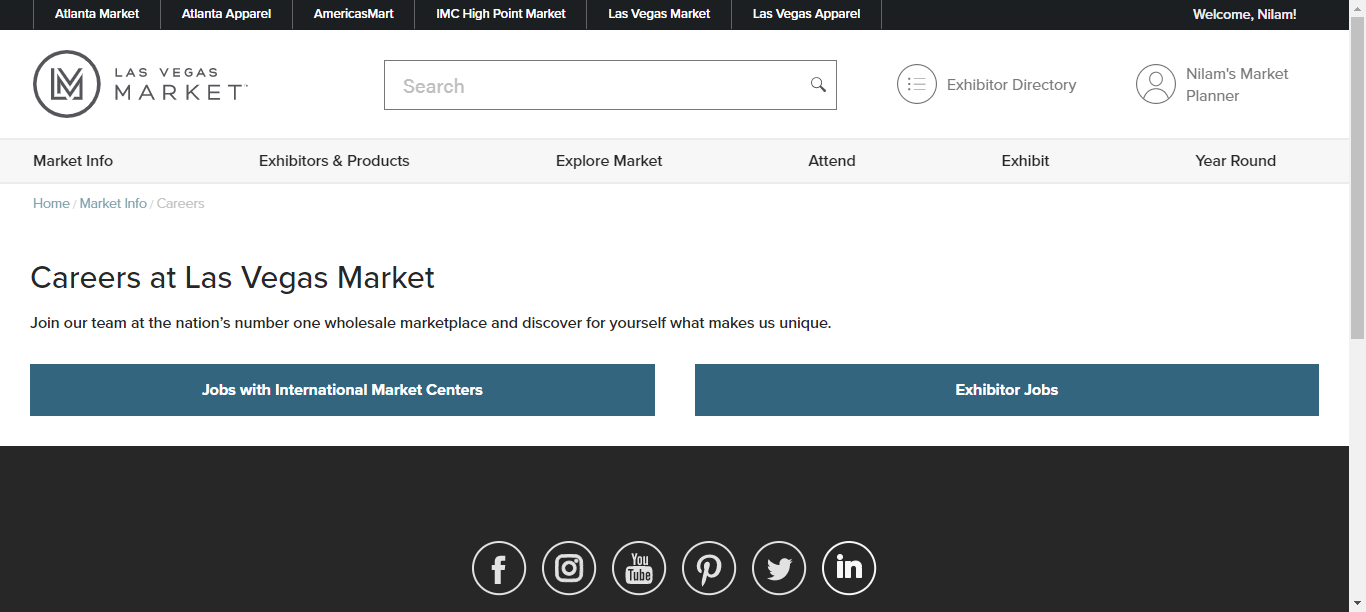 Atlanta Market Atlanta Apparel AmericasMart IMC High Point Market Las Vegas Market Las Vegas Apparel Welcome, Nilam!
LAS VEGAS
MARKET
Search
Exhibitor Directory
Nilam's Market
Planner
Market Info Exhibitors & Products Explore Market Attend Exhibit Year Round
Home / Market Info / Careers
Careers at Las Vegas Market
Join our team at the nation’s number one wholesale marketplace and discover for yourself what makes us unique.
Jobs with International Market Centers Exhibitor Jobs
You
Tube
in